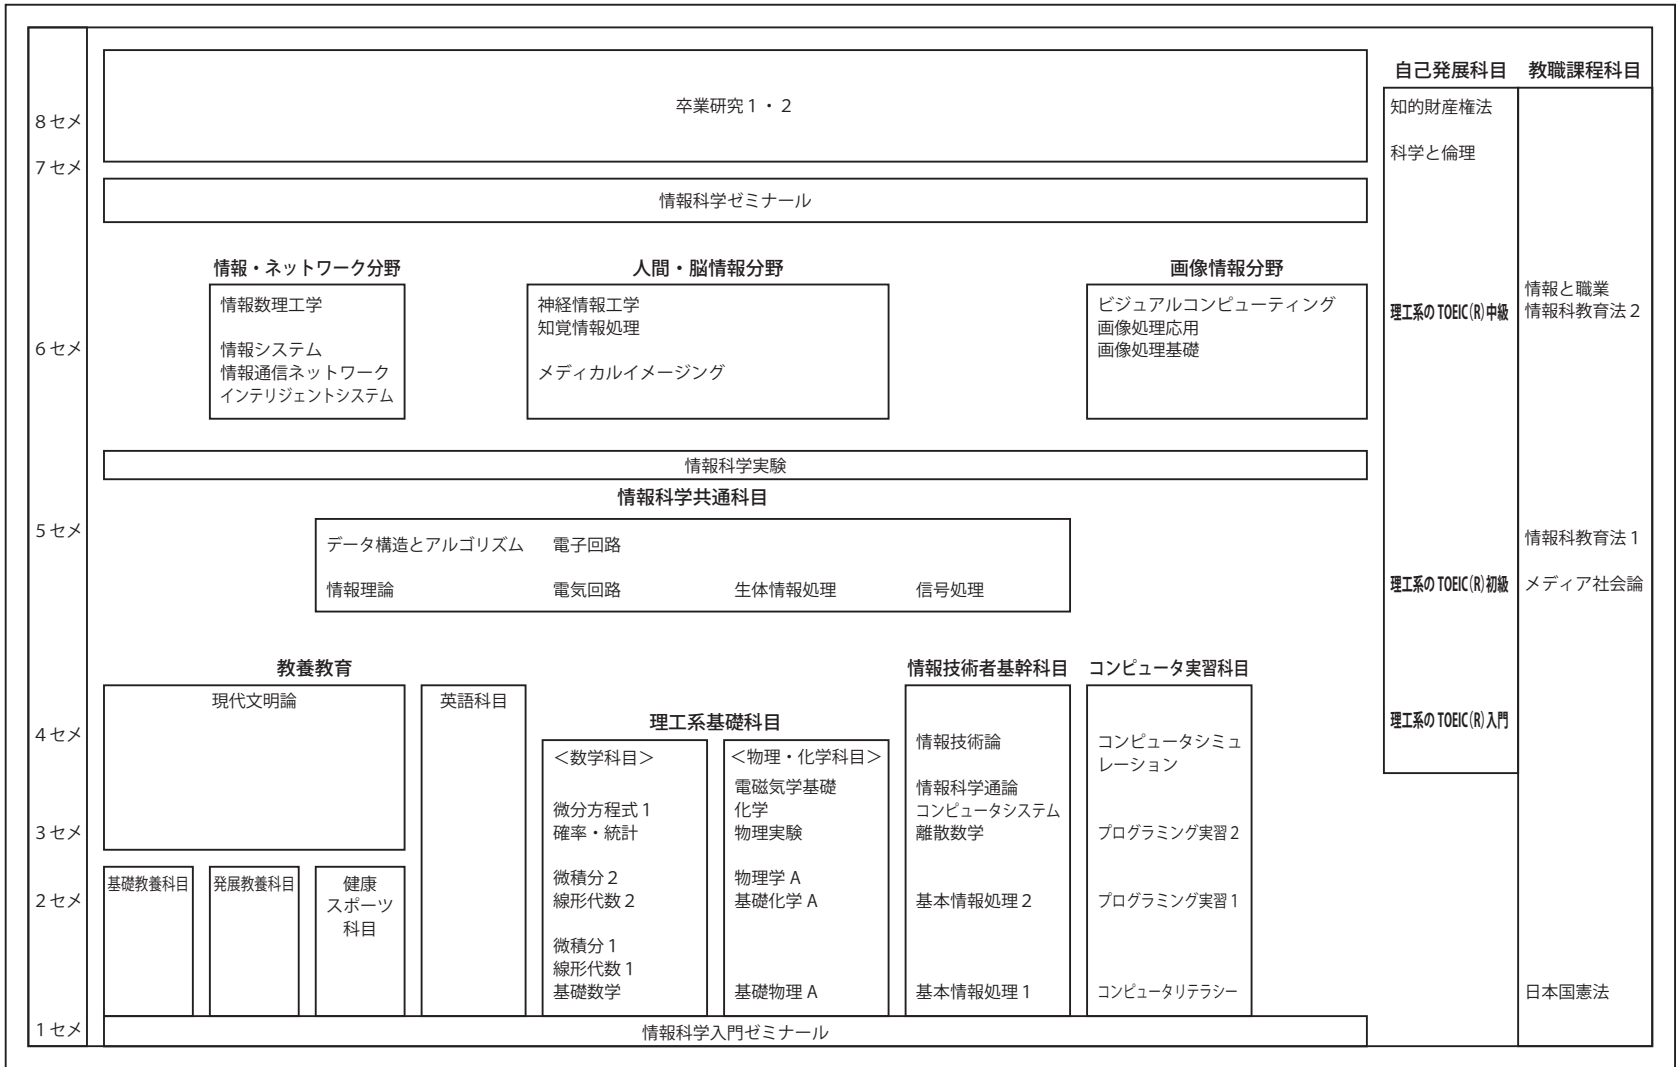 自己発展科目
教職課程科目
卒業研究1・2
8セメ
知的財産権法
7セメ
科学と倫理
情報科学ゼミナール
情報・ネットワーク分野
情報数理工学
情報システム
情報通信ネットワーク
インテリジェントシステム
人間・脳情報分野
神経情報工学
知覚情報処理
メディカルイメージング
画像情報分野
ビジュアルコンピューティング
画像処理応用
画像処理基礎
理工系のTOEIC(R)中級
情報と職業
情報科教育法2
6セメ
情報科学実験
情報科学共通科目
5セメ
データ構造とアルゴリズム
電子回路
情報理論
電気回路
生体情報処理
信号処理
情報科教育法1
理工系のTOEIC(R)初級
メディア社会論
教養教育
現代文明論
英語科目
理工系基礎科目
<数学科目>
微分方程式1
確率・統計
微積分2
線形代数2
微積分1
線形代数1
基礎数学
<物理・化学科目>
電磁気学基礎
化学
物理実験
物理学A
基礎化学A
基礎物理A
情報技術者基幹科目
情報技術論
情報科学通論
コンピュータシステム
離散数学
基本情報処理2
基本情報処理1
コンピュータ実習科目
コンピュータシミュ
レーション
プログラミング実習2
プログラミング実習1
コンピュータリテラシー
理工系のTOEIC(R)入門
4セメ
3セメ
基礎教養科目
発展教養科目
健康
スポーツ
科目
2セメ
日本国憲法
1セメ
情報科学入門ゼミナール